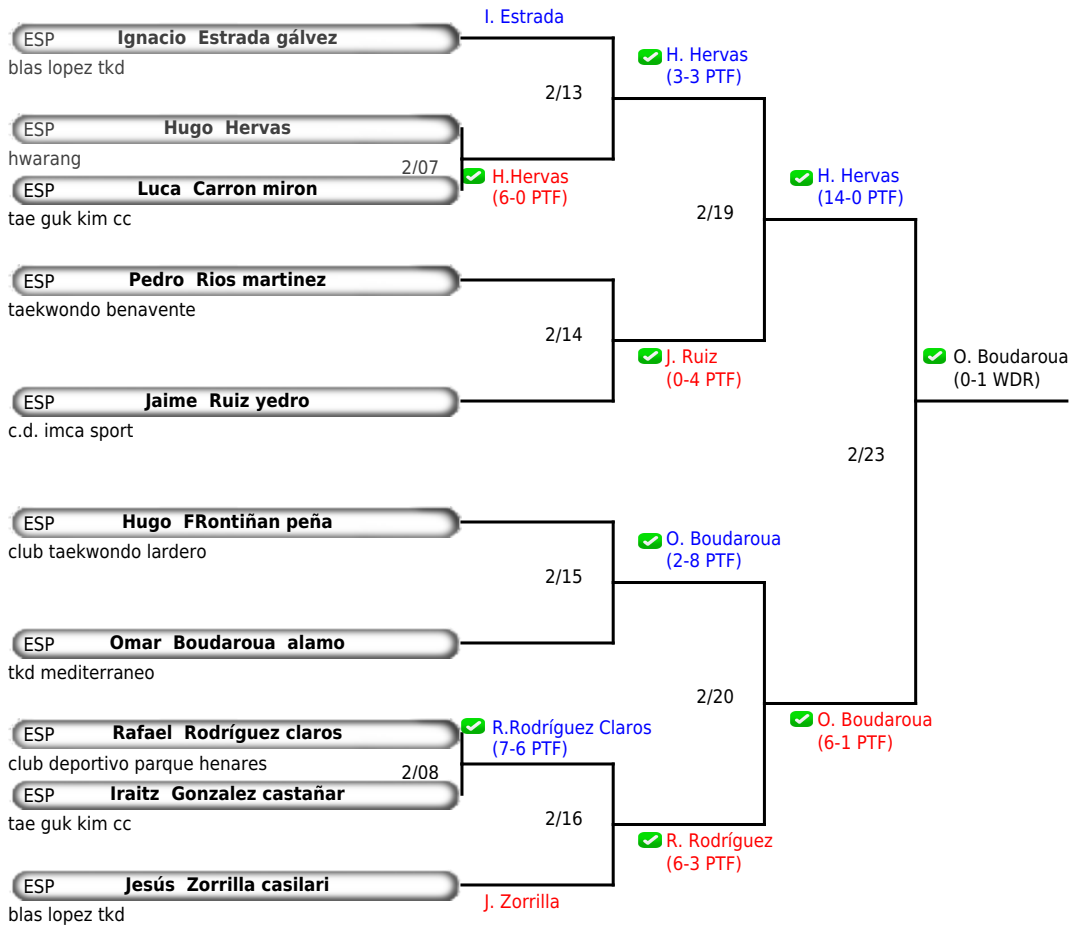 I. Estrada
ESP Ignacio Estrada gálvez
blas lopez tkd
H. Hervas
(3-3 PTF)
2/13
ESP Hugo Hervas
hwarang
2/07
H.Hervas
(6-0 PTF)
ESP Luca Carron miron
tae guk kim cc
H. Hervas
(14-0 PTF)
2/19
ESP Pedro Rios martinez
taekwondo benavente
2/14
J. Ruiz
(0-4 PTF)
ESP Jaime Ruiz yedro
c.d. imca sport
O. Boudaroua
(0-1 WDR)
2/23
ESP Hugo FRontiñan peña
club taekwondo lardero
O. Boudaroua
(2-8 PTF)
2/15
ESP Omar Boudaroua alamo
tkd mediterraneo
2/20
O. Boudaroua
(6-1 PTF)
ESP Rafael Rodríguez claros
club deportivo parque henares
R.Rodríguez Claros
(7-6 PTF)
2/08
ESP Iraitz Gonzalez castañar
tae guk kim cc
2/16
R. Rodríguez
(6-3 PTF)
ESP Jesús Zorrilla casilari
blas lopez tkd
J. Zorrilla